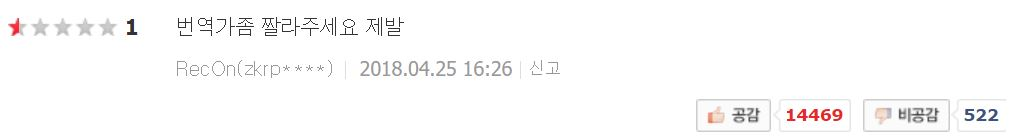 1 번역가좀 짤라주세요 제발
RecOn(zkrp****) | 2018.04.25 16:26 | 신고
공감 14469 비공감 522